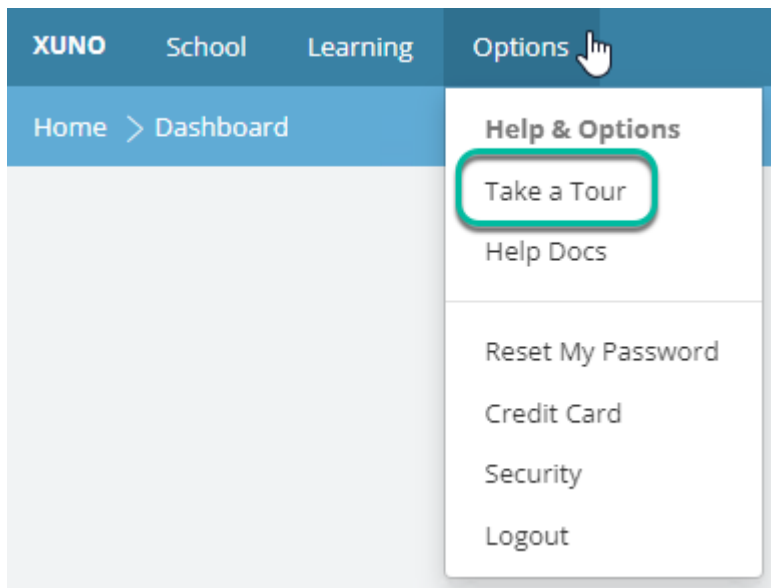 XUNO School Learning Options
Home Dashboard
Help & Options
Take a Tour
Help Docs
Reset My Password
Credit Card
Security
Logout